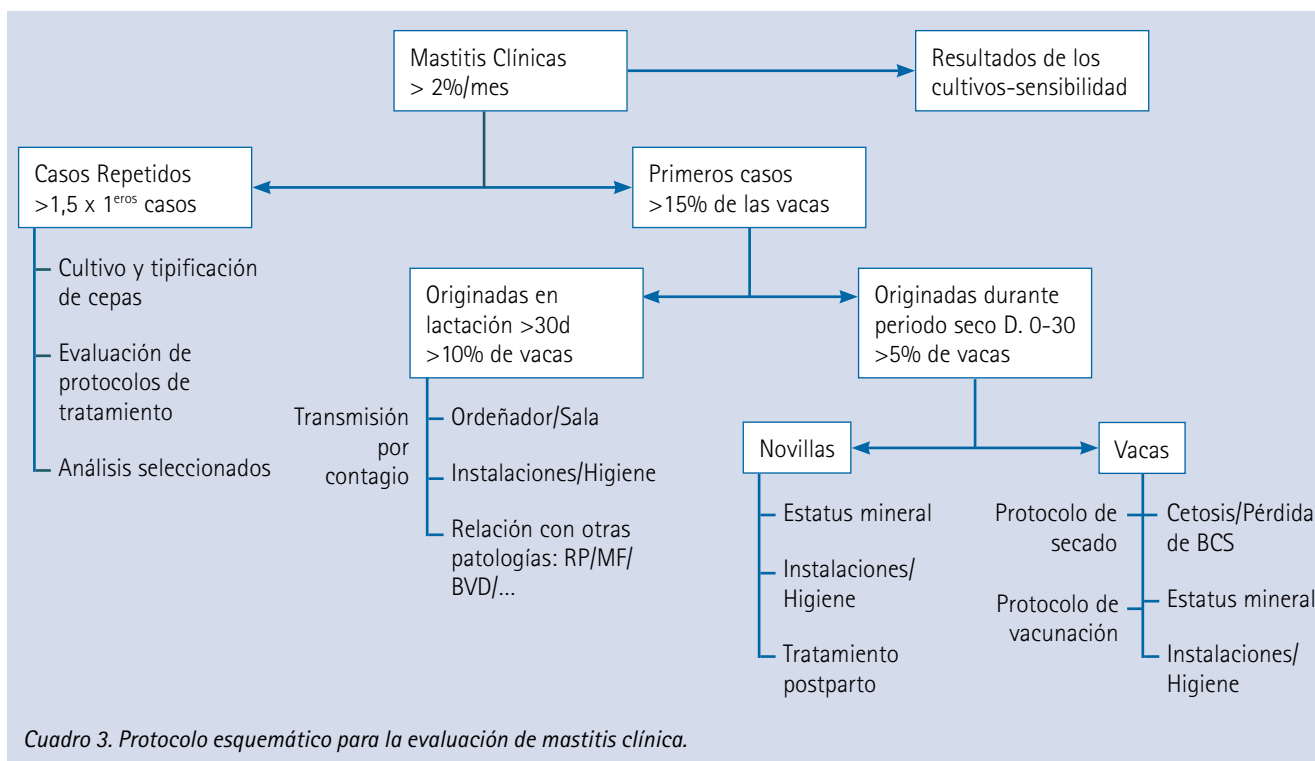 Mastitis Clínicas
> 2%/mes
Resultados de los
cultivos-sensibilidad
Casos Repetidos
>1,5 x 1eros casos
Primeros casos
>15% de las vacas
Cultivo y tipificación
de cepas
Evaluación de
protocolos de
tratamiento
Análisis seleccionados
Originadas en
lactación >30d
>10% de vacas
Originadas durante
periodo seco D. 0-30
>5% de vacas
Transmisión
por
contagio
Ordeñador/Sala
Instalaciones/Higiene
Relación con otras
patologías: RP/MF/
BVD/...
Novillas
Vacas
Estatus mineral
Instalaciones/
Higiene
Tratamiento
postparto
Protocolo de
secado
Protocolo de
vacunación
Cetosis/Pérdida
de BCS
Estatus mineral
Instalaciones/
Higiene
Cuadro 3. Protocolo esquemático para la evaluación de mastitis clínica.